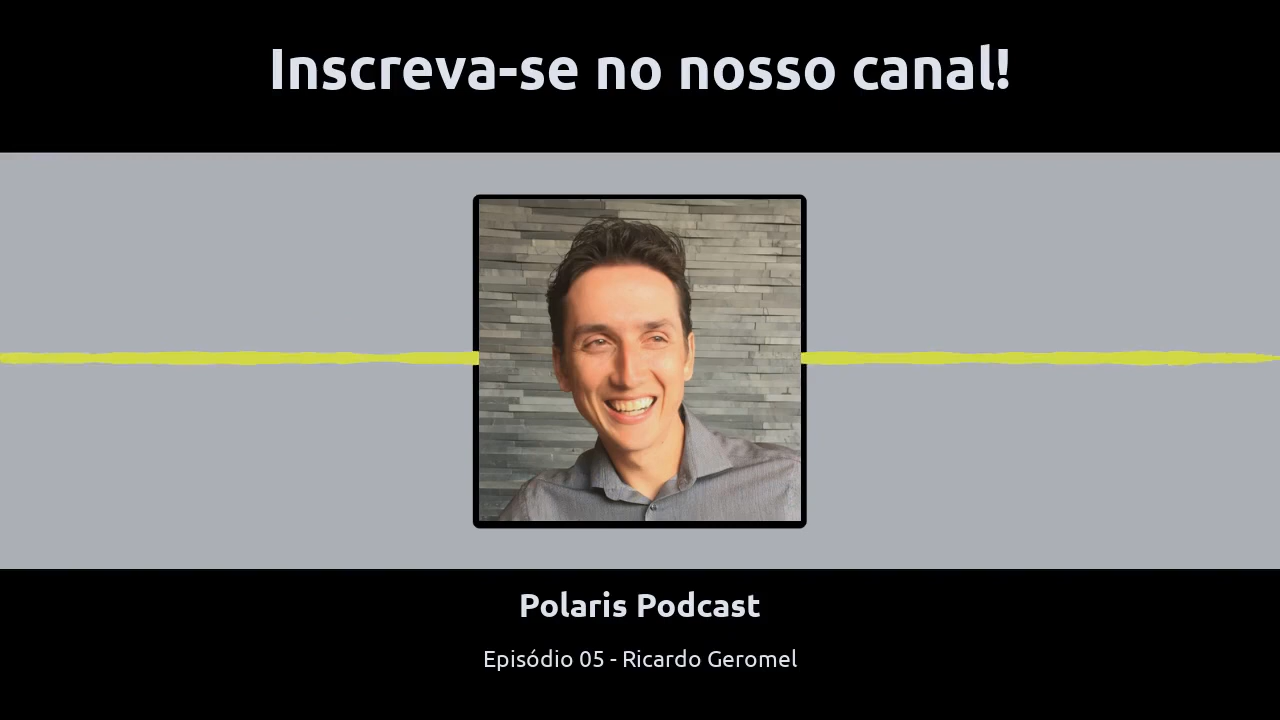 Inscreva-se no nosso canal!
Polaris Podcast
Episódio 05 - Ricardo Geromel